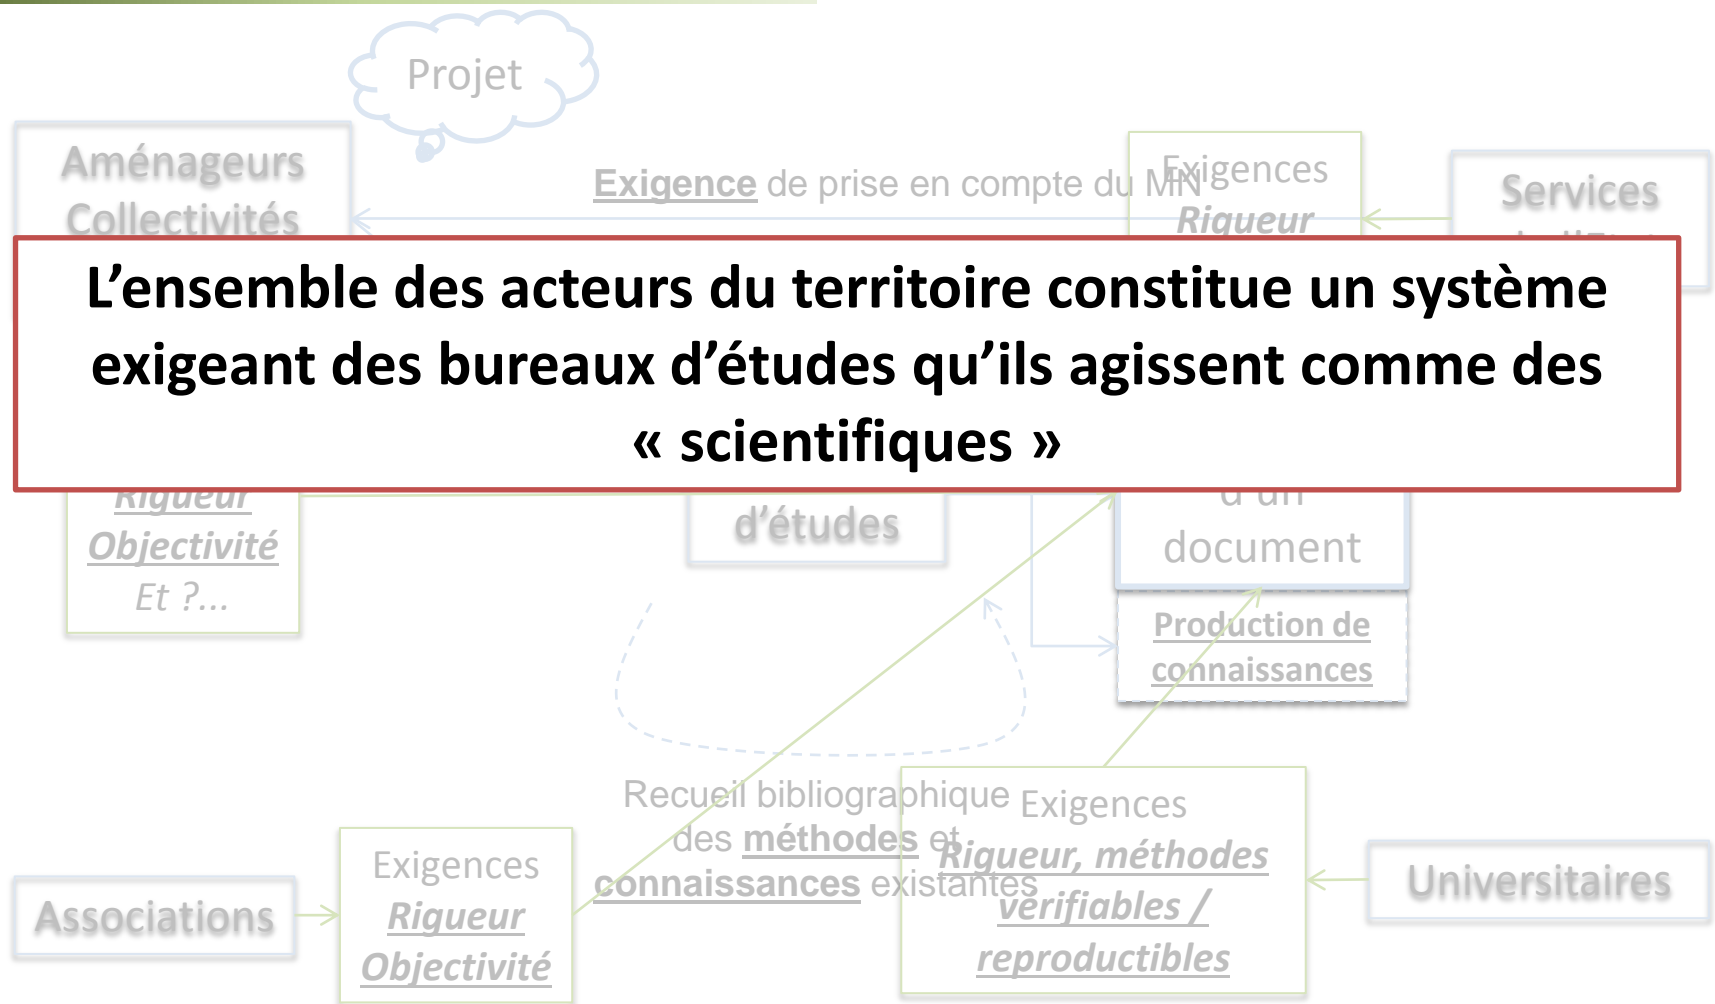 Projet
Aménageurs
Collectivités
Exigence de prise en compte du MN
Exigences
Rigueur
Services
L’ensemble des acteurs du territoire constitue un système
exigeant des bureaux d’études qu’ils agissent comme des
« scientifiques »
Rigueur
Objectivité
Et ?...
d’études
d’un
document
Production de
connaissances
Recueil bibliographique
des méthodes et
connaissances existantes
Exigences
Rigueur, méthodes
vérifiables /
reproductibles
Universitaires
Associations
Exigences
Rigueur
Objectivité